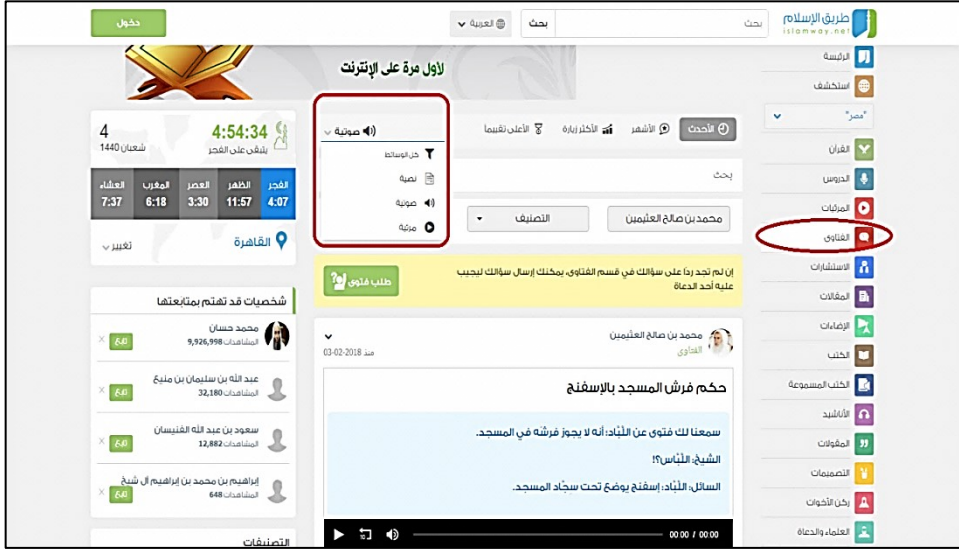 طريق الإسلام
islamway.net
بحث
بحث
العربية
دخول
الرئيسة
استكشف
"مصر"
القرآن
الدروس
المرئيات
الفتاوى
الاستشارات
المقالات
الإضاءات
الكتب
الكتب المسموعة
الأناشيد
المقولات
التصميمات
ركن الأخوات
العلماء والدعاة
لأول مرة على الإنترنت
الأحدث
الأشهر
الأكثر زيارة
الأعلى تقييما
صوتية
كل الوسائط
نصية
صوتية
مرئية
بحث
محمد بن صالح العثيمين
التصنيف
إن لم تجد ردًا على سؤالك في قسم الفتاوى، يمكنك إرسال سؤالك ليجيب
عليه أحد الدعاة
طلب فتوى
محمد بن صالح العثيمين
الفتاوى
منذ 2018-02-03
حكم فرش المسجد بالإسفنج
سمعنا لك فتوى عن اللُّبَّاد: أنه لا يجوز فرشه في المسجد.
الشيخ: اللُّبَّاس؟!
السائل: اللُّبَّاد: إسفنج يوضع تحت سجَّاد المسجد.
00:00 / 00:00
4:54:34
يتبقى على الفجر
4
شعبان 1440
الفجر الظهر العصر المغرب العشاء
4:07 11:57 3:30 6:18 7:37
القاهرة
تغيير
شخصيات قد تهتم بمتابعتها
محمد حسان
المشاهدات 9,926,998
تابع
عبد الله بن سليمان بن منيع
المشاهدات 32,180
تابع
سعود بن عبد الله الفنيسان
المشاهدات 12,882
تابع
إبراهيم بن محمد بن إبراهيم آل شيخ
المشاهدات 648
تابع
التصنيفات